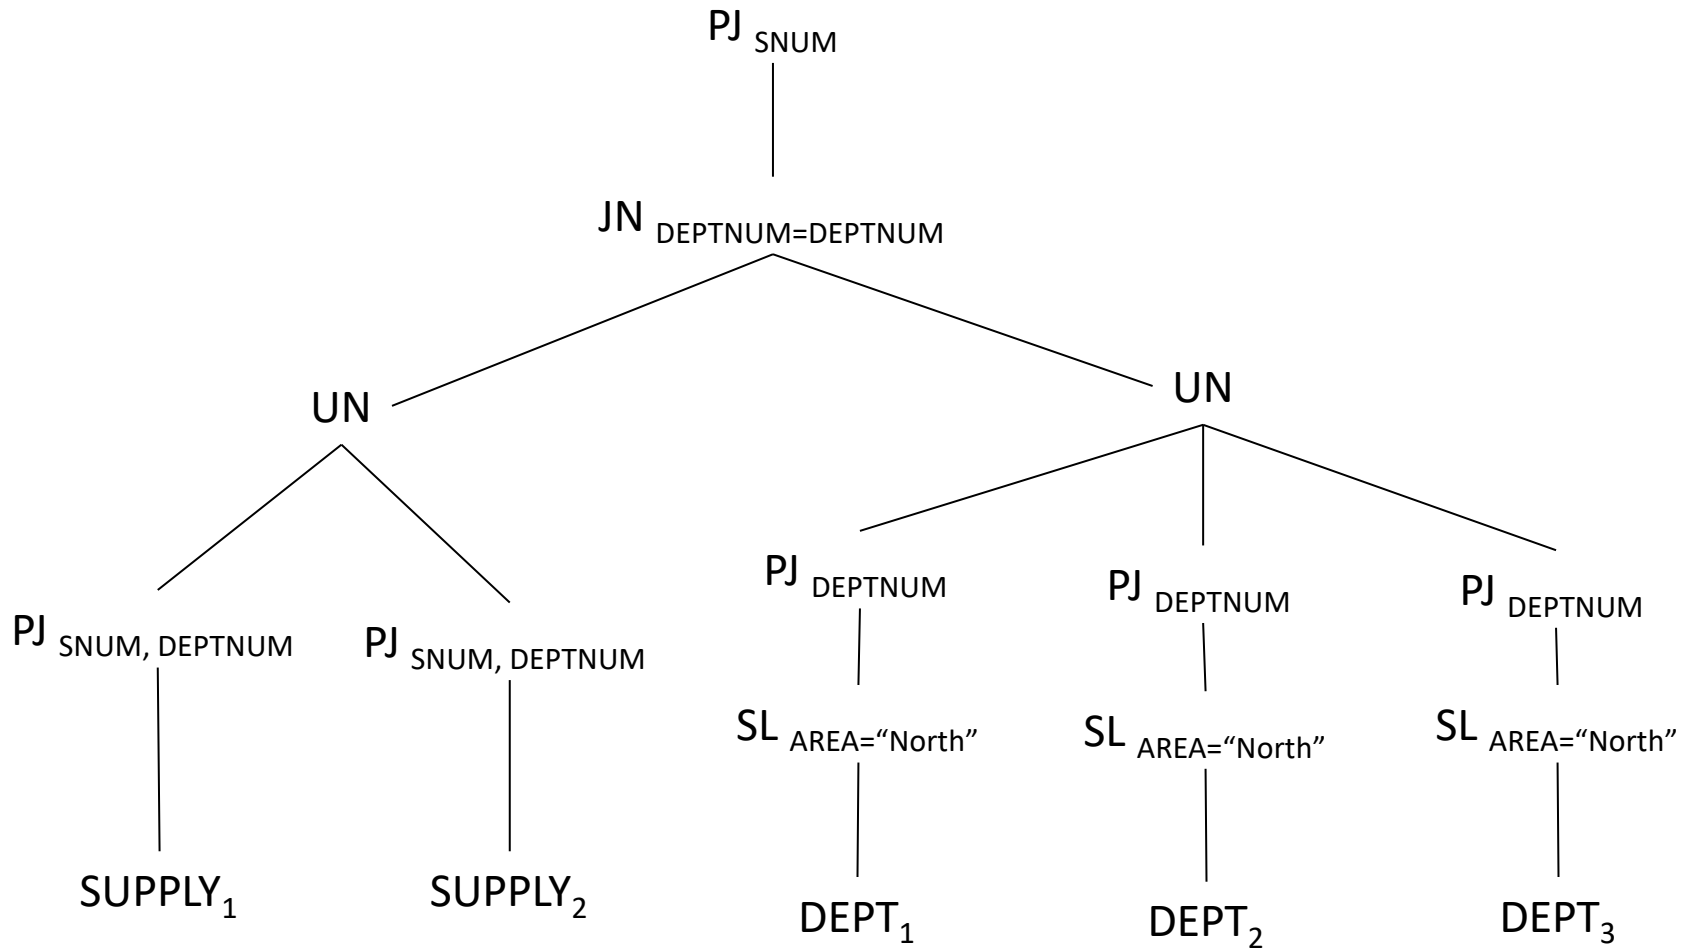 PJ SNUM
JN DEPTNUM=DEPTNUM
UN
UN
PJ SNUM, DEPTNUM
PJ SNUM, DEPTNUM
PJ DEPTNUM
PJ DEPTNUM
PJ DEPTNUM
SL AREA=“North”
SL AREA=“North”
SL AREA=“North”
SUPPLY1
SUPPLY2
DEPT1
DEPT2
DEPT3